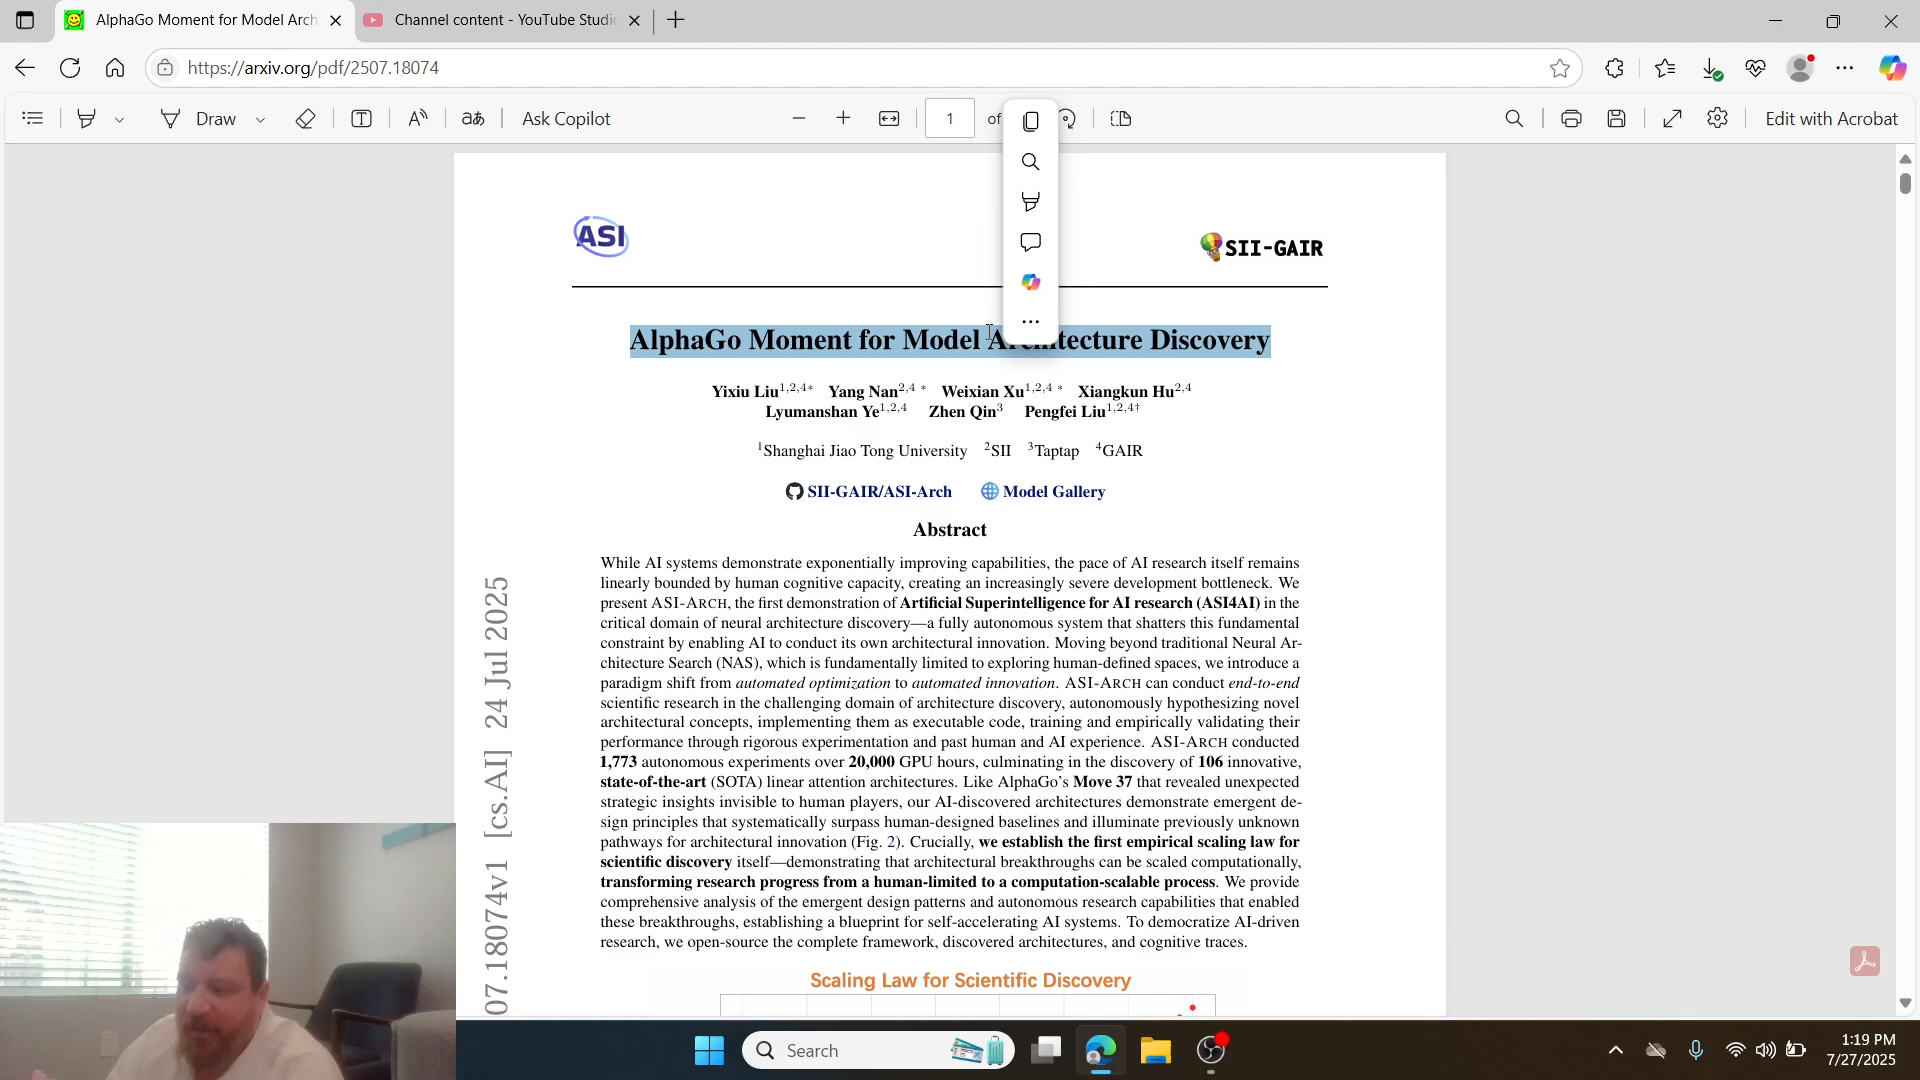 AlphaGo Moment for Model Arch
Channel content - YouTube Studio
https://arxiv.org/pdf/2507.18074
Draw
aあ
Ask Copilot
1
of
Edit with Acrobat
ASI
SII-GAIR
AlphaGo Moment for Model Architecture Discovery
Yixiu Liu1,2,4* Yang Nan2,4 * Weixian Xu1,2,4 * Xiangkun Hu2,4
Lyumanshan Ye1,2,4 Zhen Qin3 Pengfei Liu1,2,4†
1Shanghai Jiao Tong University 2SII 3Taptap 4GAIR
SII-GAIR/ASI-Arch Model Gallery
Abstract
While AI systems demonstrate exponentially improving capabilities, the pace of AI research itself remains
linearly bounded by human cognitive capacity, creating an increasingly severe development bottleneck. We
present ASI-ARCH, the first demonstration of Artificial Superintelligence for AI research (ASI4AI) in the
critical domain of neural architecture discovery—a fully autonomous system that shatters this fundamental
constraint by enabling AI to conduct its own architectural innovation. Moving beyond traditional Neural Ar-
chitecture Search (NAS), which is fundamentally limited to exploring human-defined spaces, we introduce a
paradigm shift from automated optimization to automated innovation. ASI-ARCH can conduct end-to-end
scientific research in the challenging domain of architecture discovery, autonomously hypothesizing novel
architectural concepts, implementing them as executable code, training and empirically validating their
performance through rigorous experimentation and past human and AI experience. ASI-ARCH conducted
1,773 autonomous experiments over 20,000 GPU hours, culminating in the discovery of 106 innovative,
state-of-the-art (SOTA) linear attention architectures. Like AlphaGo's Move 37 that revealed unexpected
strategic insights invisible to human players, our AI-discovered architectures demonstrate emergent de-
sign principles that systematically surpass human-designed baselines and illuminate previously unknown
pathways for architectural innovation (Fig. 2). Crucially, we establish the first empirical scaling law for
scientific discovery itself—demonstrating that architectural breakthroughs can be scaled computationally,
transforming research progress from a human-limited to a computation-scalable process. We provide
comprehensive analysis of the emergent design patterns and autonomous research capabilities that enabled
these breakthroughs, establishing a blueprint for self-accelerating AI systems. To democratize AI-driven
research, we open-source the complete framework, discovered architectures, and cognitive traces.
07.18074v1 [cs.AI] 24 Jul 2025
Scaling Law for Scientific Discovery
Search
1:19 PM
7/27/2025